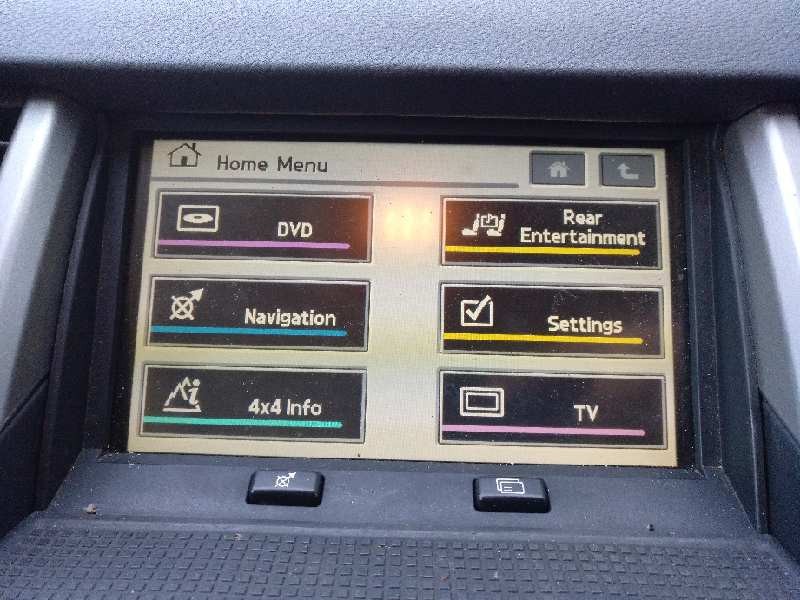 Home Menu
DVD
Rear
Entertainment
Navigation
Settings
4x4 Info
TV